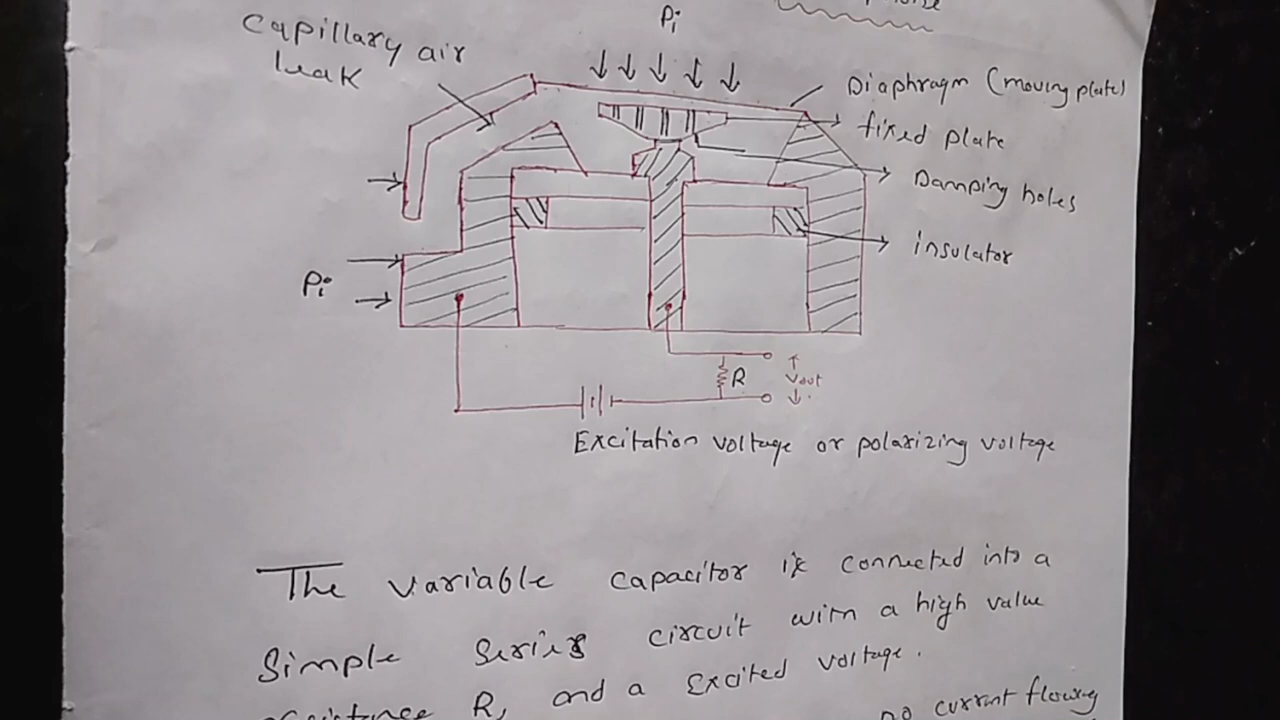 Pi
Capillary air
leak
Diaphragm (moving plate)
fixed plate
Damping holes
insulator
Pi
R
Vout
Excitation voltage or polarizing voltage
The variable capacitor is connected into a
Simple series circuit with a high value
R, and a excited voltage.
no current flowing